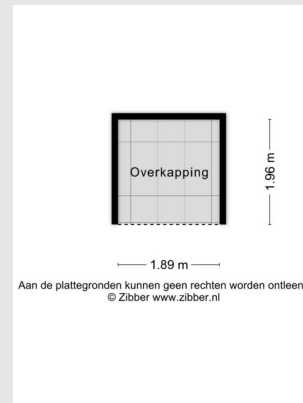 Overkapping
1.96 m
1.89 m
Aan de plattegronden kunnen geen rechten worden ontleen
© Zibber www.zibber.nl